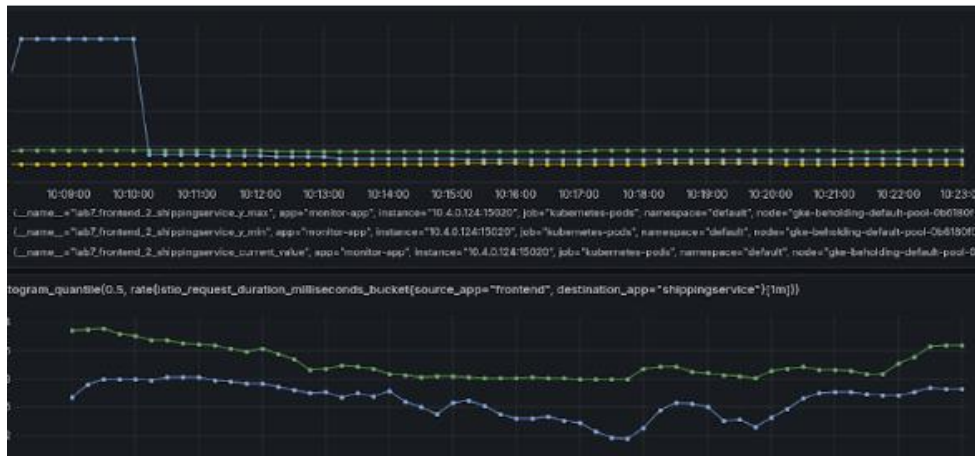 10:09:00 10:10:00 10:11:00 10:12:00 10:13:00 10:14:00 10:15:00 10:16:00 10:17:00 10:18:00 10:19:00 10:20:00 10:21:00 10:22:00 10:23:0
{__name__="lab7_frontend_2_shippingservice_y_max", app="monitor-app", instance="10.4.0.124:15020", job="kubernetes-pods", namespace="default", node="gke-beholding-default-pool-0b6180f
{__name__="lab7_frontend_2_shippingservice_y_min", app="monitor-app", instance="10.4.0.124:15020", job="kubernetes-pods", namespace="default", node="gke-beholding-default-pool-0b6180f
{__name__="lab7_frontend_2_shippingservice_current_value", app="monitor-app", instance="10.4.0.124:15020", job="kubernetes-pods", namespace="default", node="gke-beholding-default-pool-0
togram_quantile(0.5, rate(istio_request_duration_milliseconds_bucket{source_app="frontend", destination_app="shippingservice"}[1m]))